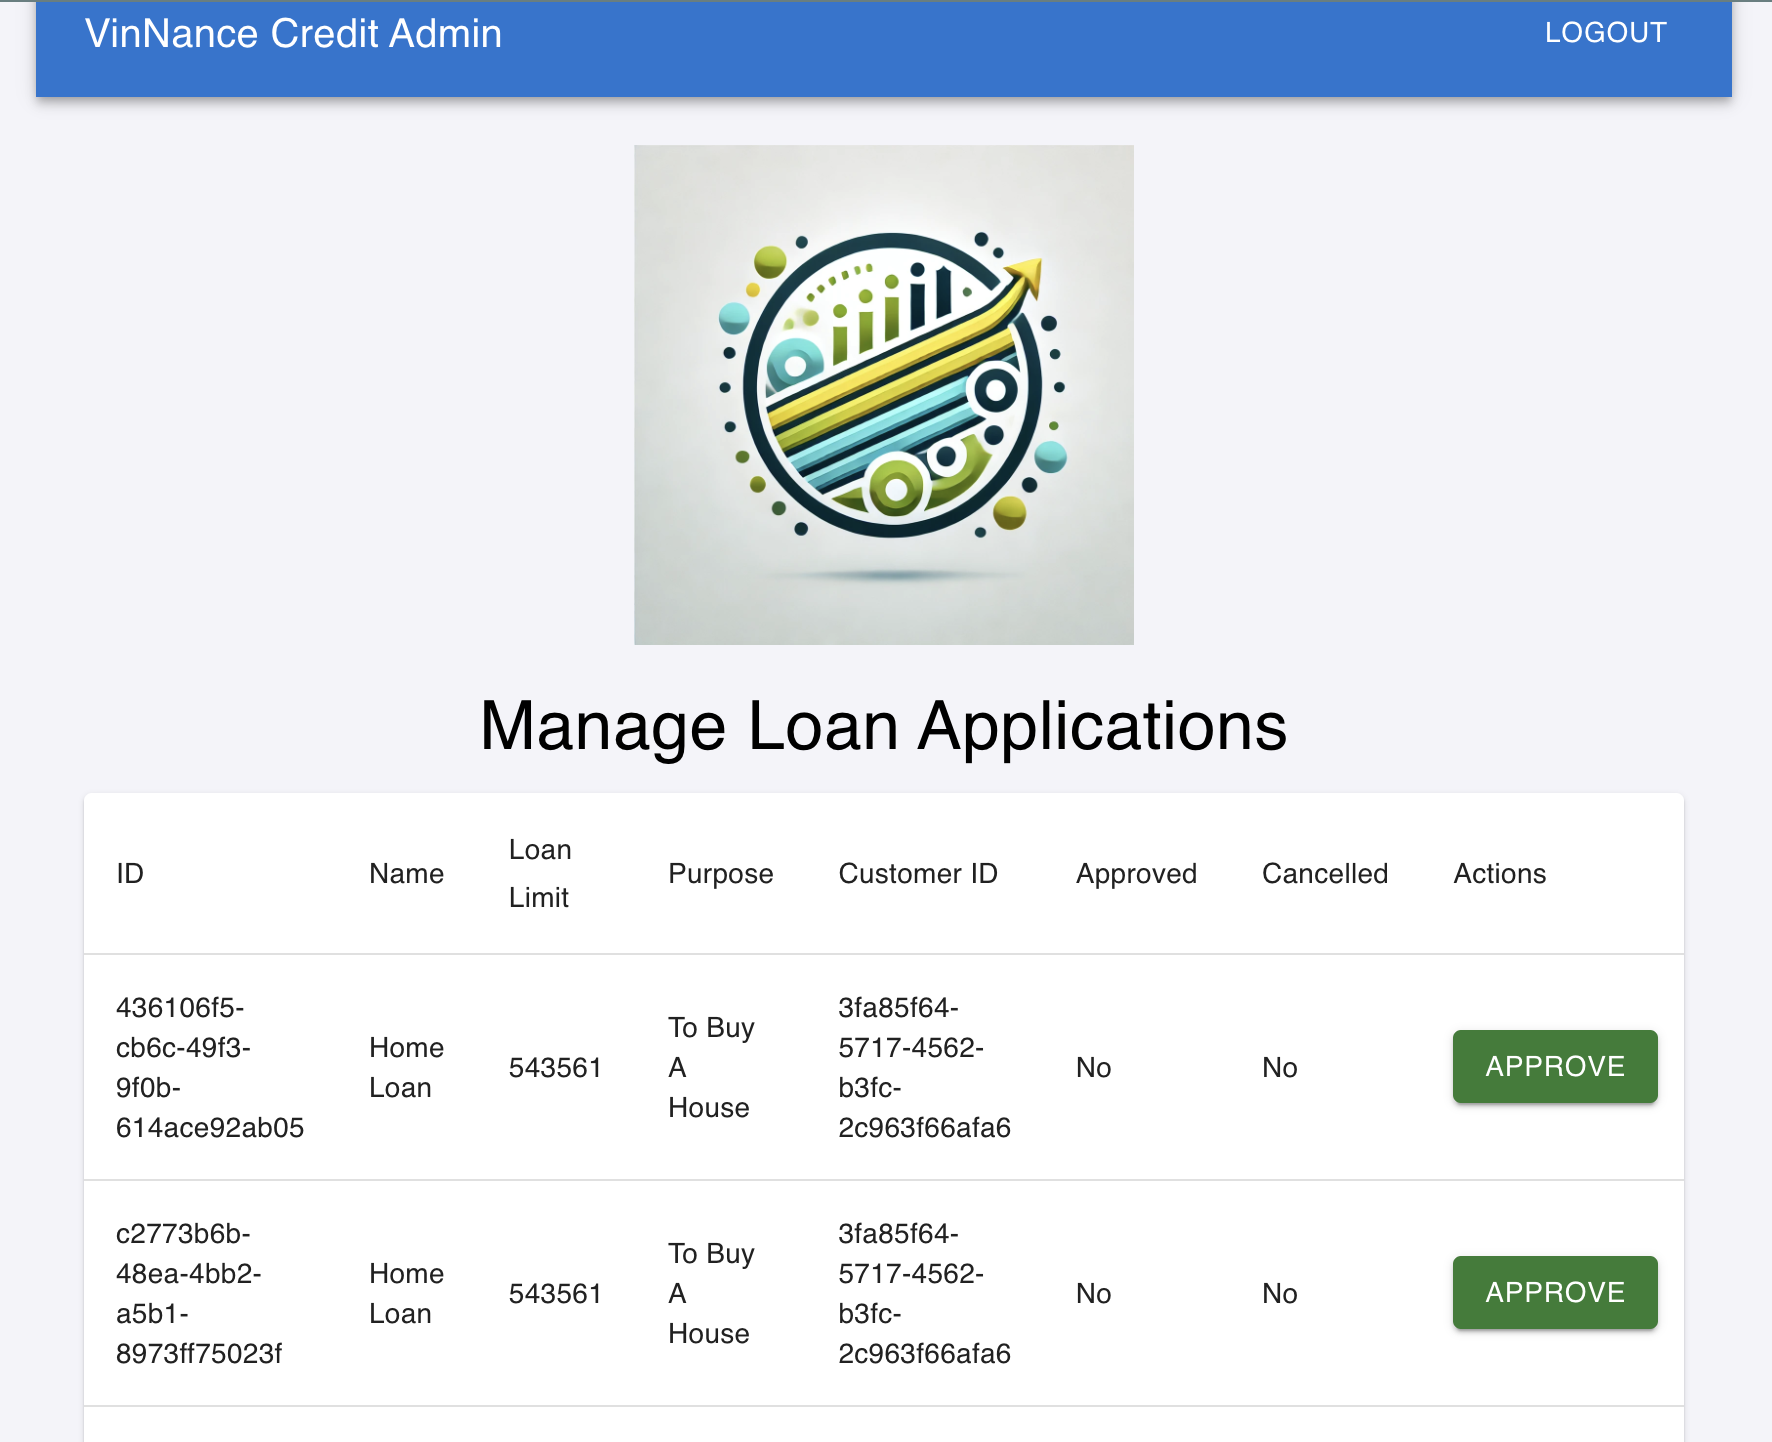 VinNance Credit Admin
LOGOUT
Manage Loan Applications
ID
Name
Loan
Limit
Purpose
Customer ID
Approved
Cancelled
Actions
436106f5-
cb6c-49f3-
9f0b-
614ace92ab05
Home
Loan
543561
To Buy
A
House
3fa85f64-
5717-4562-
b3fc-
2c963f66afa6
No
No
APPROVE
c2773b6b-
48ea-4bb2-
a5b1-
8973ff75023f
Home
Loan
543561
To Buy
A
House
3fa85f64-
5717-4562-
b3fc-
2c963f66afa6
No
No
APPROVE